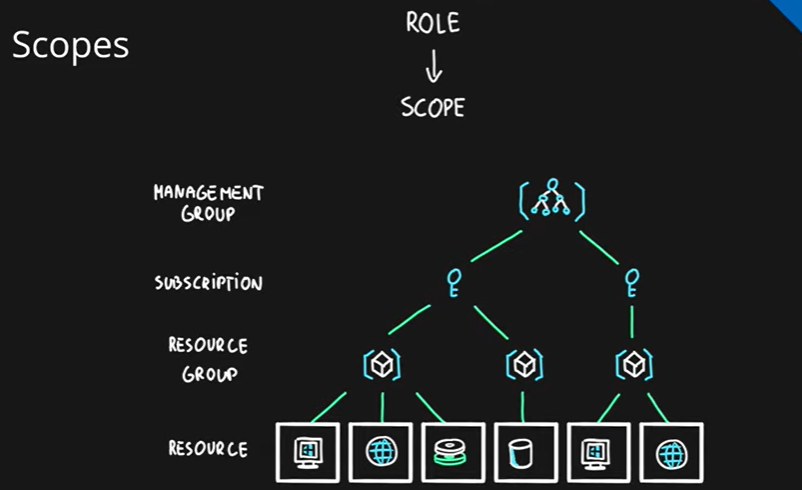 Scopes
ROLE
SCOPE
MANAGEMENT
GROUP
SUBSCRIPTION
RESOURCE
GROUP
RESOURCE